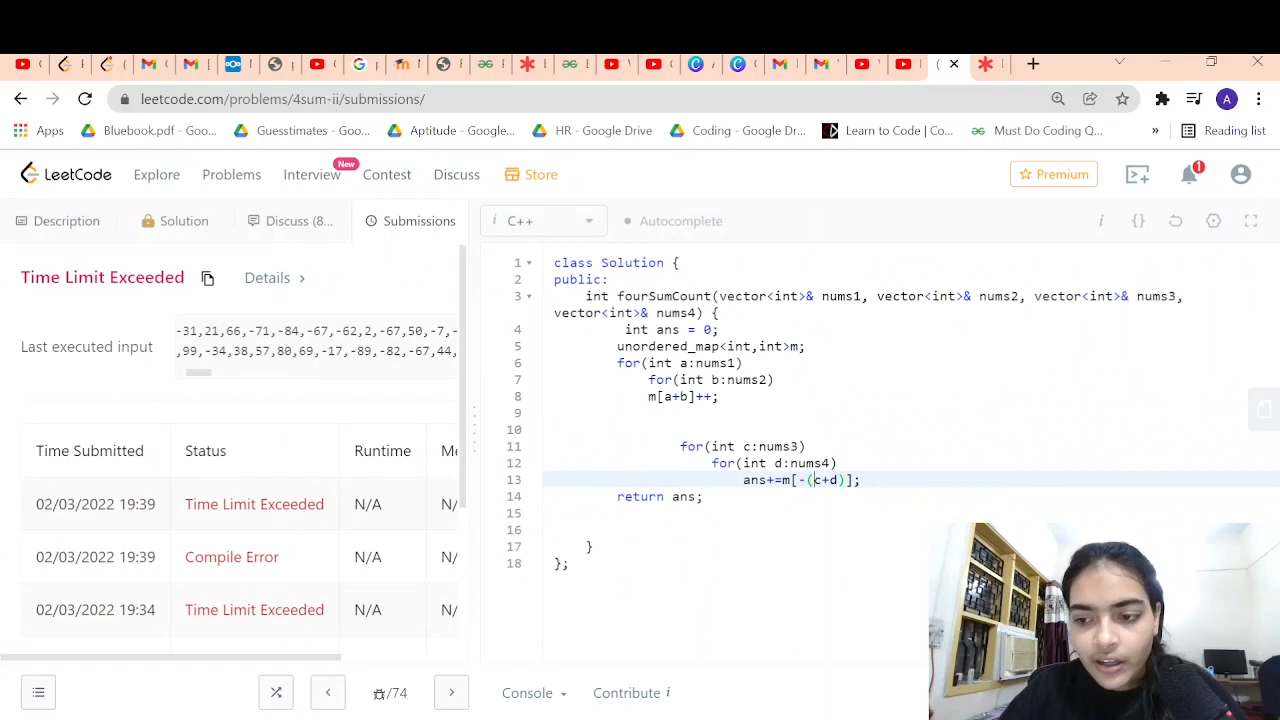 leetcode.com/problems/4sum-ii/submissions/
A
Apps Bluebook.pdf - Goo... Guesstimates - Goo... Aptitude - Google... HR - Google Drive Coding - Google Dr... Learn to Code | Co... Must Do Coding Q... » Reading list
LeetCode Explore Problems Interview New Contest Discuss Store Premium 1
Description Solution Discuss (8... Submissions i C++ Autocomplete i {}
Time Limit Exceeded Details >
Last executed input
-31,21,66,-71,-84,-67,-62,2,-67,50,-7,-
,99,-34,38,57,80,69,-17,-89,-82,-67,44,
Time Submitted Status Runtime Me
02/03/2022 19:39 Time Limit Exceeded N/A N/
02/03/2022 19:39 Compile Error N/A N/
02/03/2022 19:34 Time Limit Exceeded N/A N/
1 class Solution {
2 public:
3 int fourSumCount(vector<int>& nums1, vector<int>& nums2, vector<int>& nums3,
vector<int>& nums4) {
4 int ans = 0;
5 unordered_map<int,int>m;
6 for(int a:nums1)
7 for(int b:nums2)
8 m[a+b]++;
9
10
11 for(int c:nums3)
12 for(int d:nums4)
13 ans+=m[-(c+d)];
14 return ans;
15
16
17 }
18 };
/74 Console Contribute i